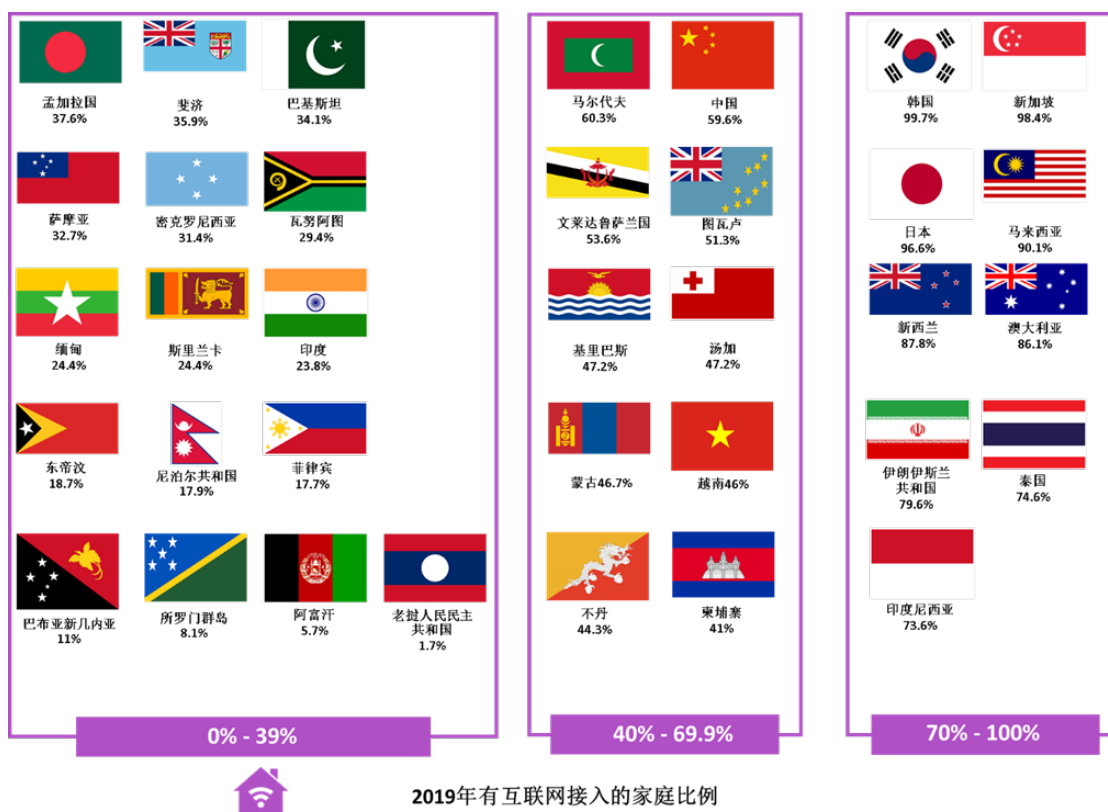 孟加拉国
37.6%
斐济
35.9%
巴基斯坦
34.1%
萨摩亚
32.7%
密克罗尼西亚
31.4%
瓦努阿图
29.4%
缅甸
24.4%
斯里兰卡
24.4%
印度
23.8%
东帝汶
18.7%
尼泊尔共和国
17.9%
菲律宾
17.7%
巴布亚新几内亚
11%
所罗门群岛
8.1%
阿富汗
5.7%
老挝人民民主
共和国
1.7%
0% - 39%
马尔代夫
60.3%
中国
59.6%
文莱达鲁萨兰国
53.6%
图瓦卢
51.3%
基里巴斯
47.2%
汤加
47.2%
蒙古46.7%
越南46%
不丹
44.3%
柬埔寨
41%
40% - 69.9%
韩国
99.7%
新加坡
98.4%
日本
96.6%
马来西亚
90.1%
新西兰
87.8%
澳大利亚
86.1%
伊朗伊斯兰
共和国
79.6%
泰国
74.6%
印度尼西亚
73.6%
70% - 100%
2019年有互联网接入的家庭比例